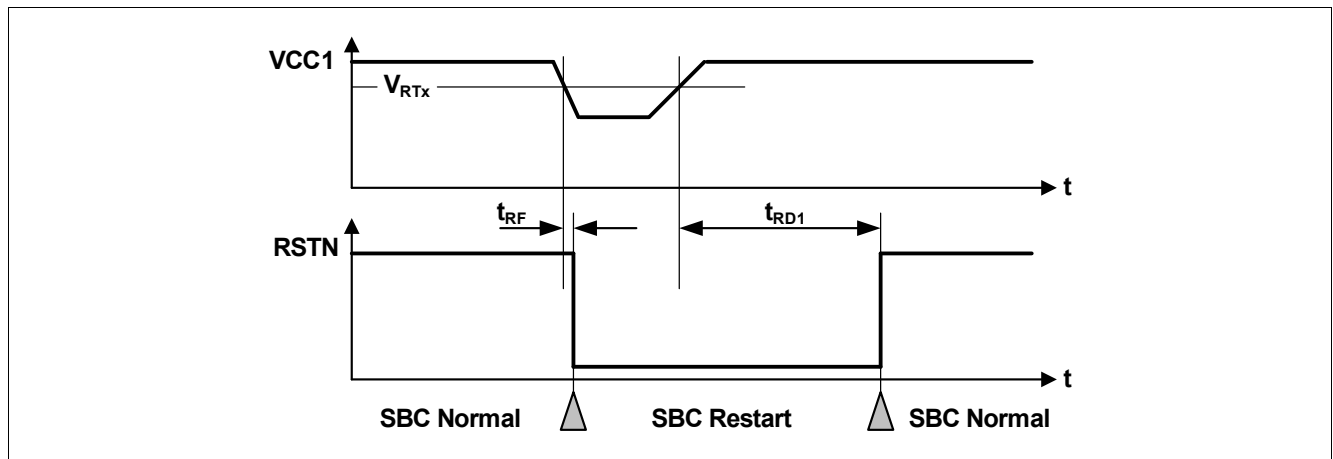 VCC1
VRTx
t
tRF
tRD1
RSTN
t
SBC Normal
SBC Restart
SBC Normal